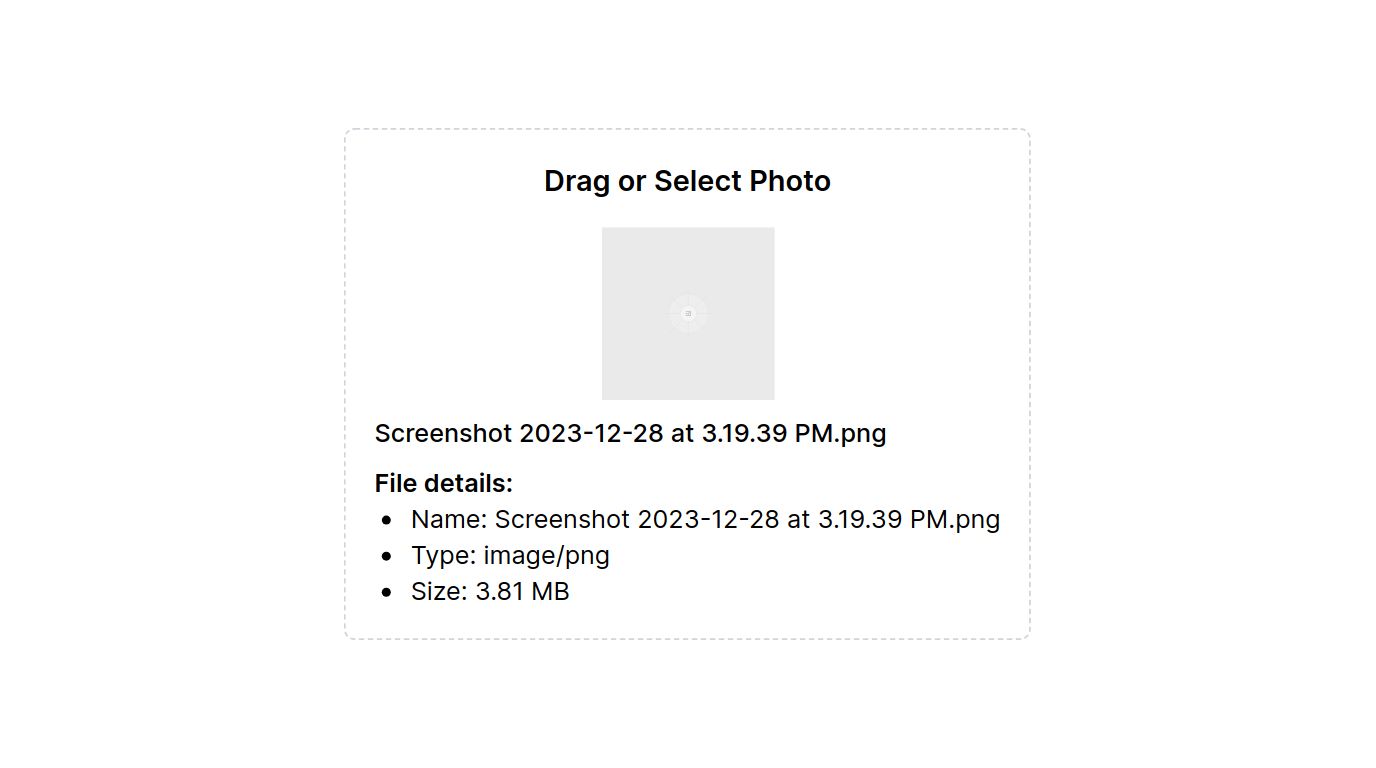 Drag or Select Photo
Screenshot 2023-12-28 at 3.19.39 PM.png
File details:
Name: Screenshot 2023-12-28 at 3.19.39 PM.png
Type: image/png
Size: 3.81 MB